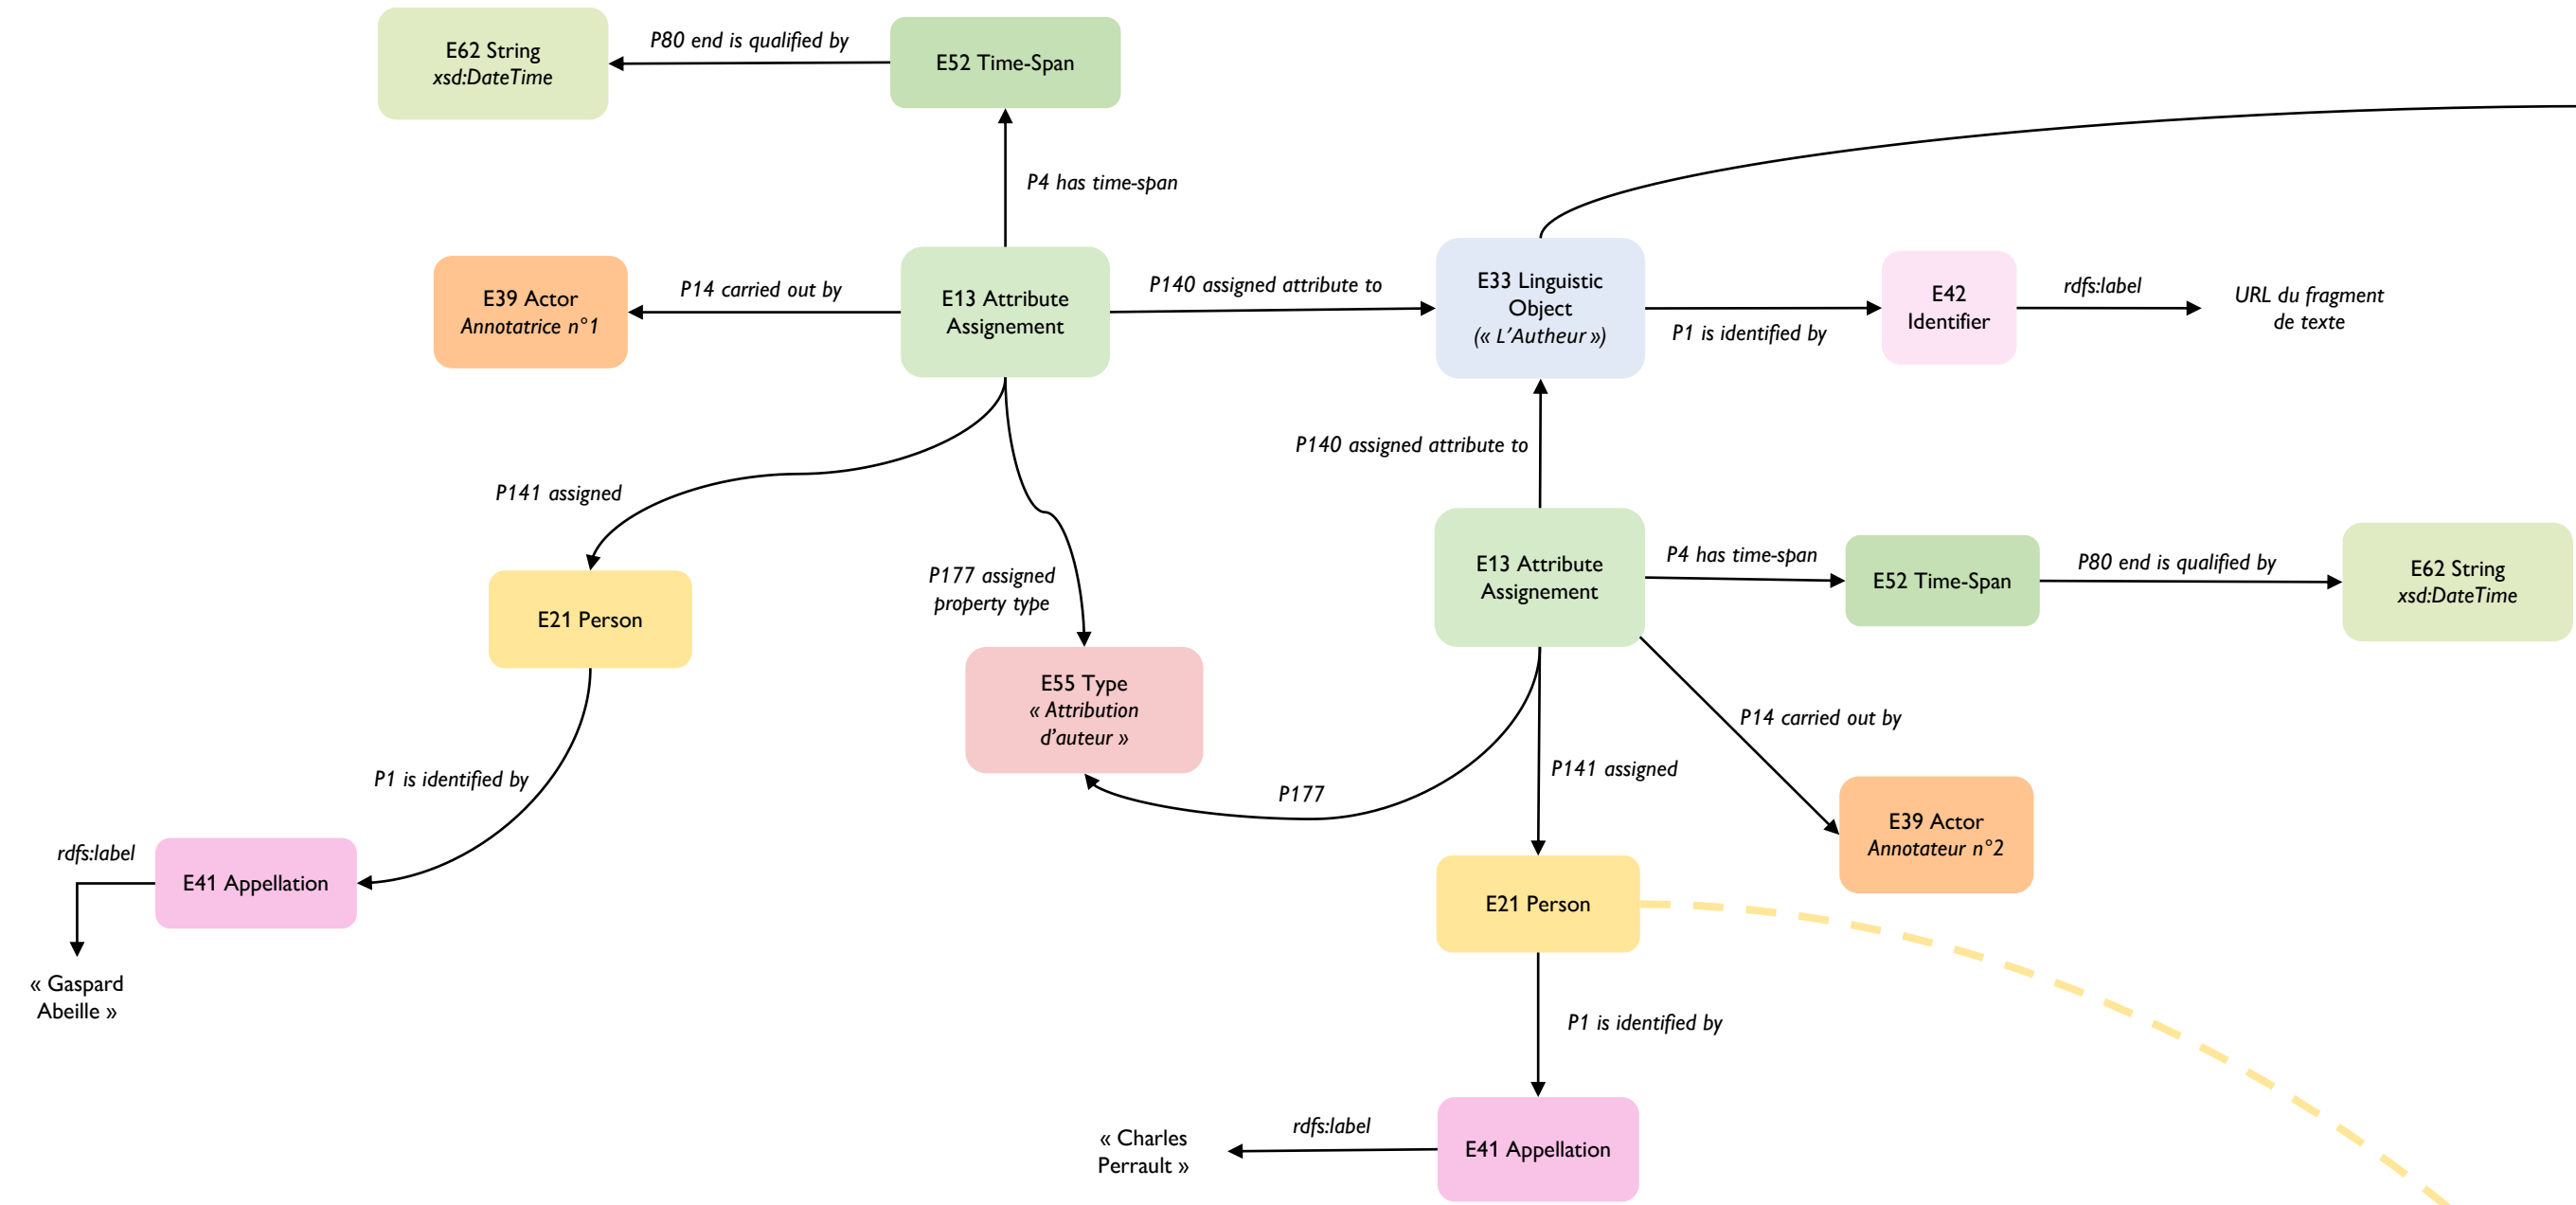 E62 String
xsd:DateTime
P80 end is qualified by
E52 Time-Span
P4 has time-span
E39 Actor
Annotatrice n°1
P14 carried out by
E13 Attribute
Assignement
P140 assigned attribute to
E33 Linguistic
Object
(« L’Autheur »)
P1 is identified by
E42
Identifier
rdfs:label
URL du fragment
de texte
P140 assigned attribute to
P141 assigned
P177 assigned
property type
E21 Person
E55 Type
« Attribution
d’auteur »
E13 Attribute
Assignement
P4 has time-span
E52 Time-Span
P80 end is qualified by
E62 String
xsd:DateTime
P14 carried out by
P141 assigned
P177
E39 Actor
Annotateur n°2
P1 is identified by
rdfs:label
E41 Appellation
« Gaspard
Abeille »
E21 Person
P1 is identified by
« Charles
Perrault »
rdfs:label
E41 Appellation